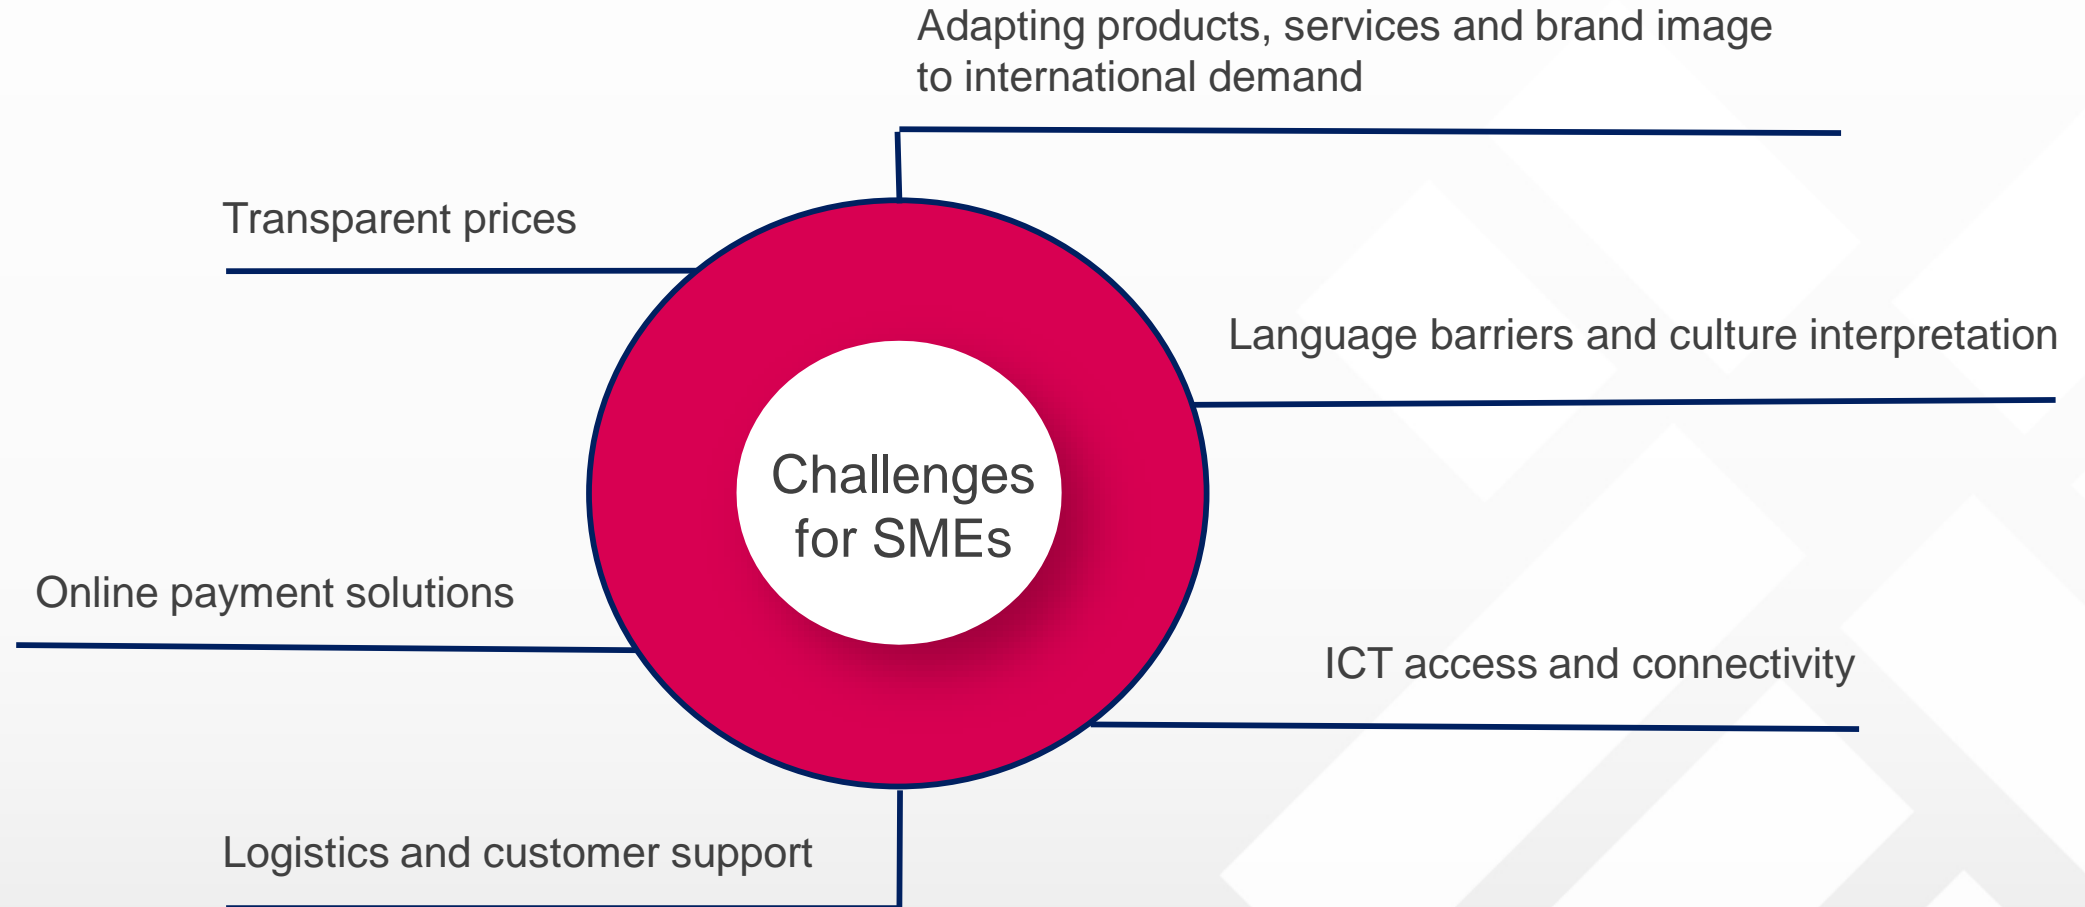 Adapting products, services and brand image
to international demand
Transparent prices
Language barriers and culture interpretation
Challenges
for SMEs
Online payment solutions
ICT access and connectivity
Logistics and customer support